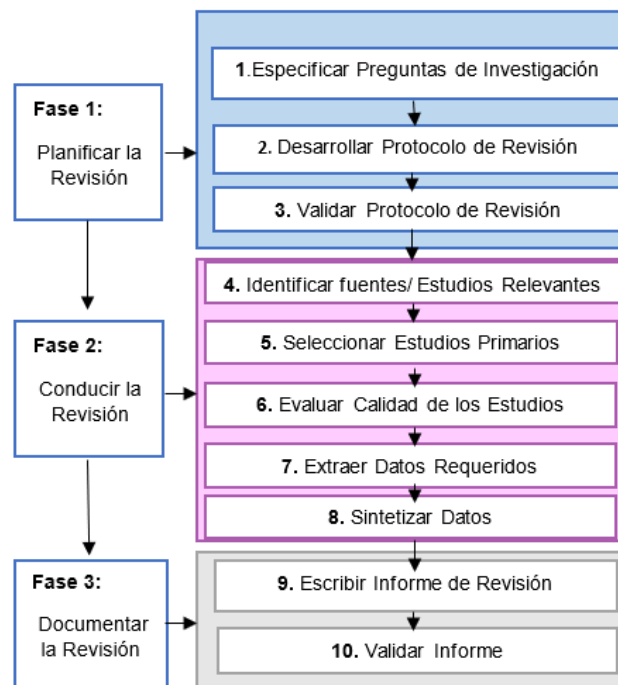 Fase 1:
Planificar la
Revisión
1.Especificar Preguntas de Investigación
2. Desarrollar Protocolo de Revisión
3. Validar Protocolo de Revisión
Fase 2:
Conducir la
Revisión
4. Identificar fuentes/ Estudios Relevantes
5. Seleccionar Estudios Primarios
6. Evaluar Calidad de los Estudios
7. Extraer Datos Requeridos
8. Sintetizar Datos
Fase 3:
Documentar
la Revisión
9. Escribir Informe de Revisión
10. Validar Informe